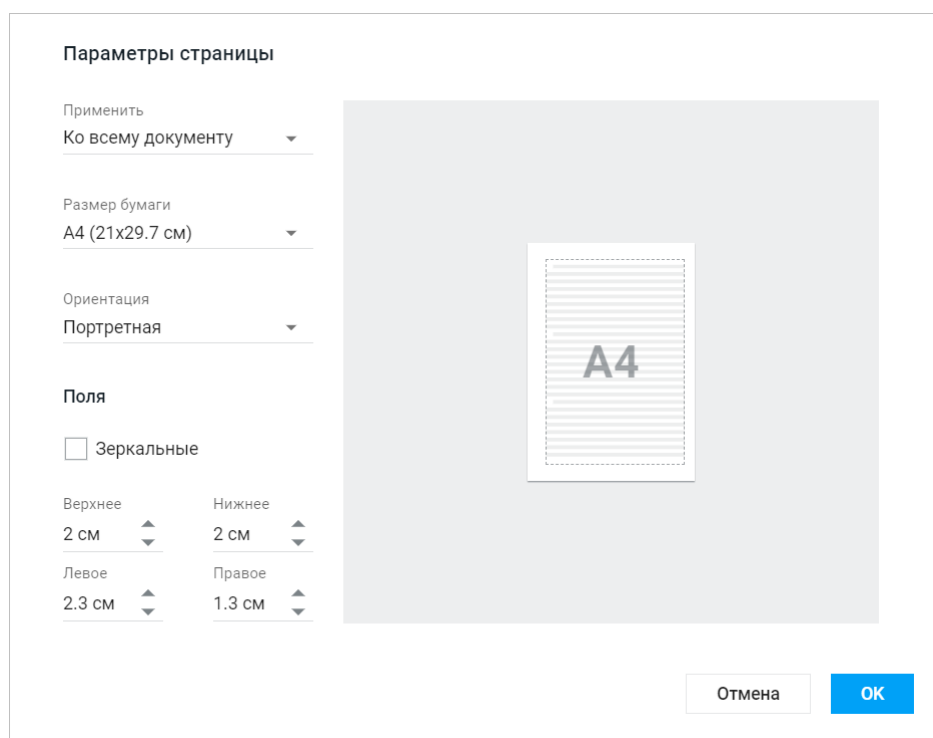 Параметры страницы
Применить
Ко всему документу
Размер бумаги
А4 (21x29.7 см)
Ориентация
Портретная
A4
Поля
Зеркальные
Верхнее Нижнее
2 см 2 см
Левое Правое
2.3 см 1.3 см
Отмена OK